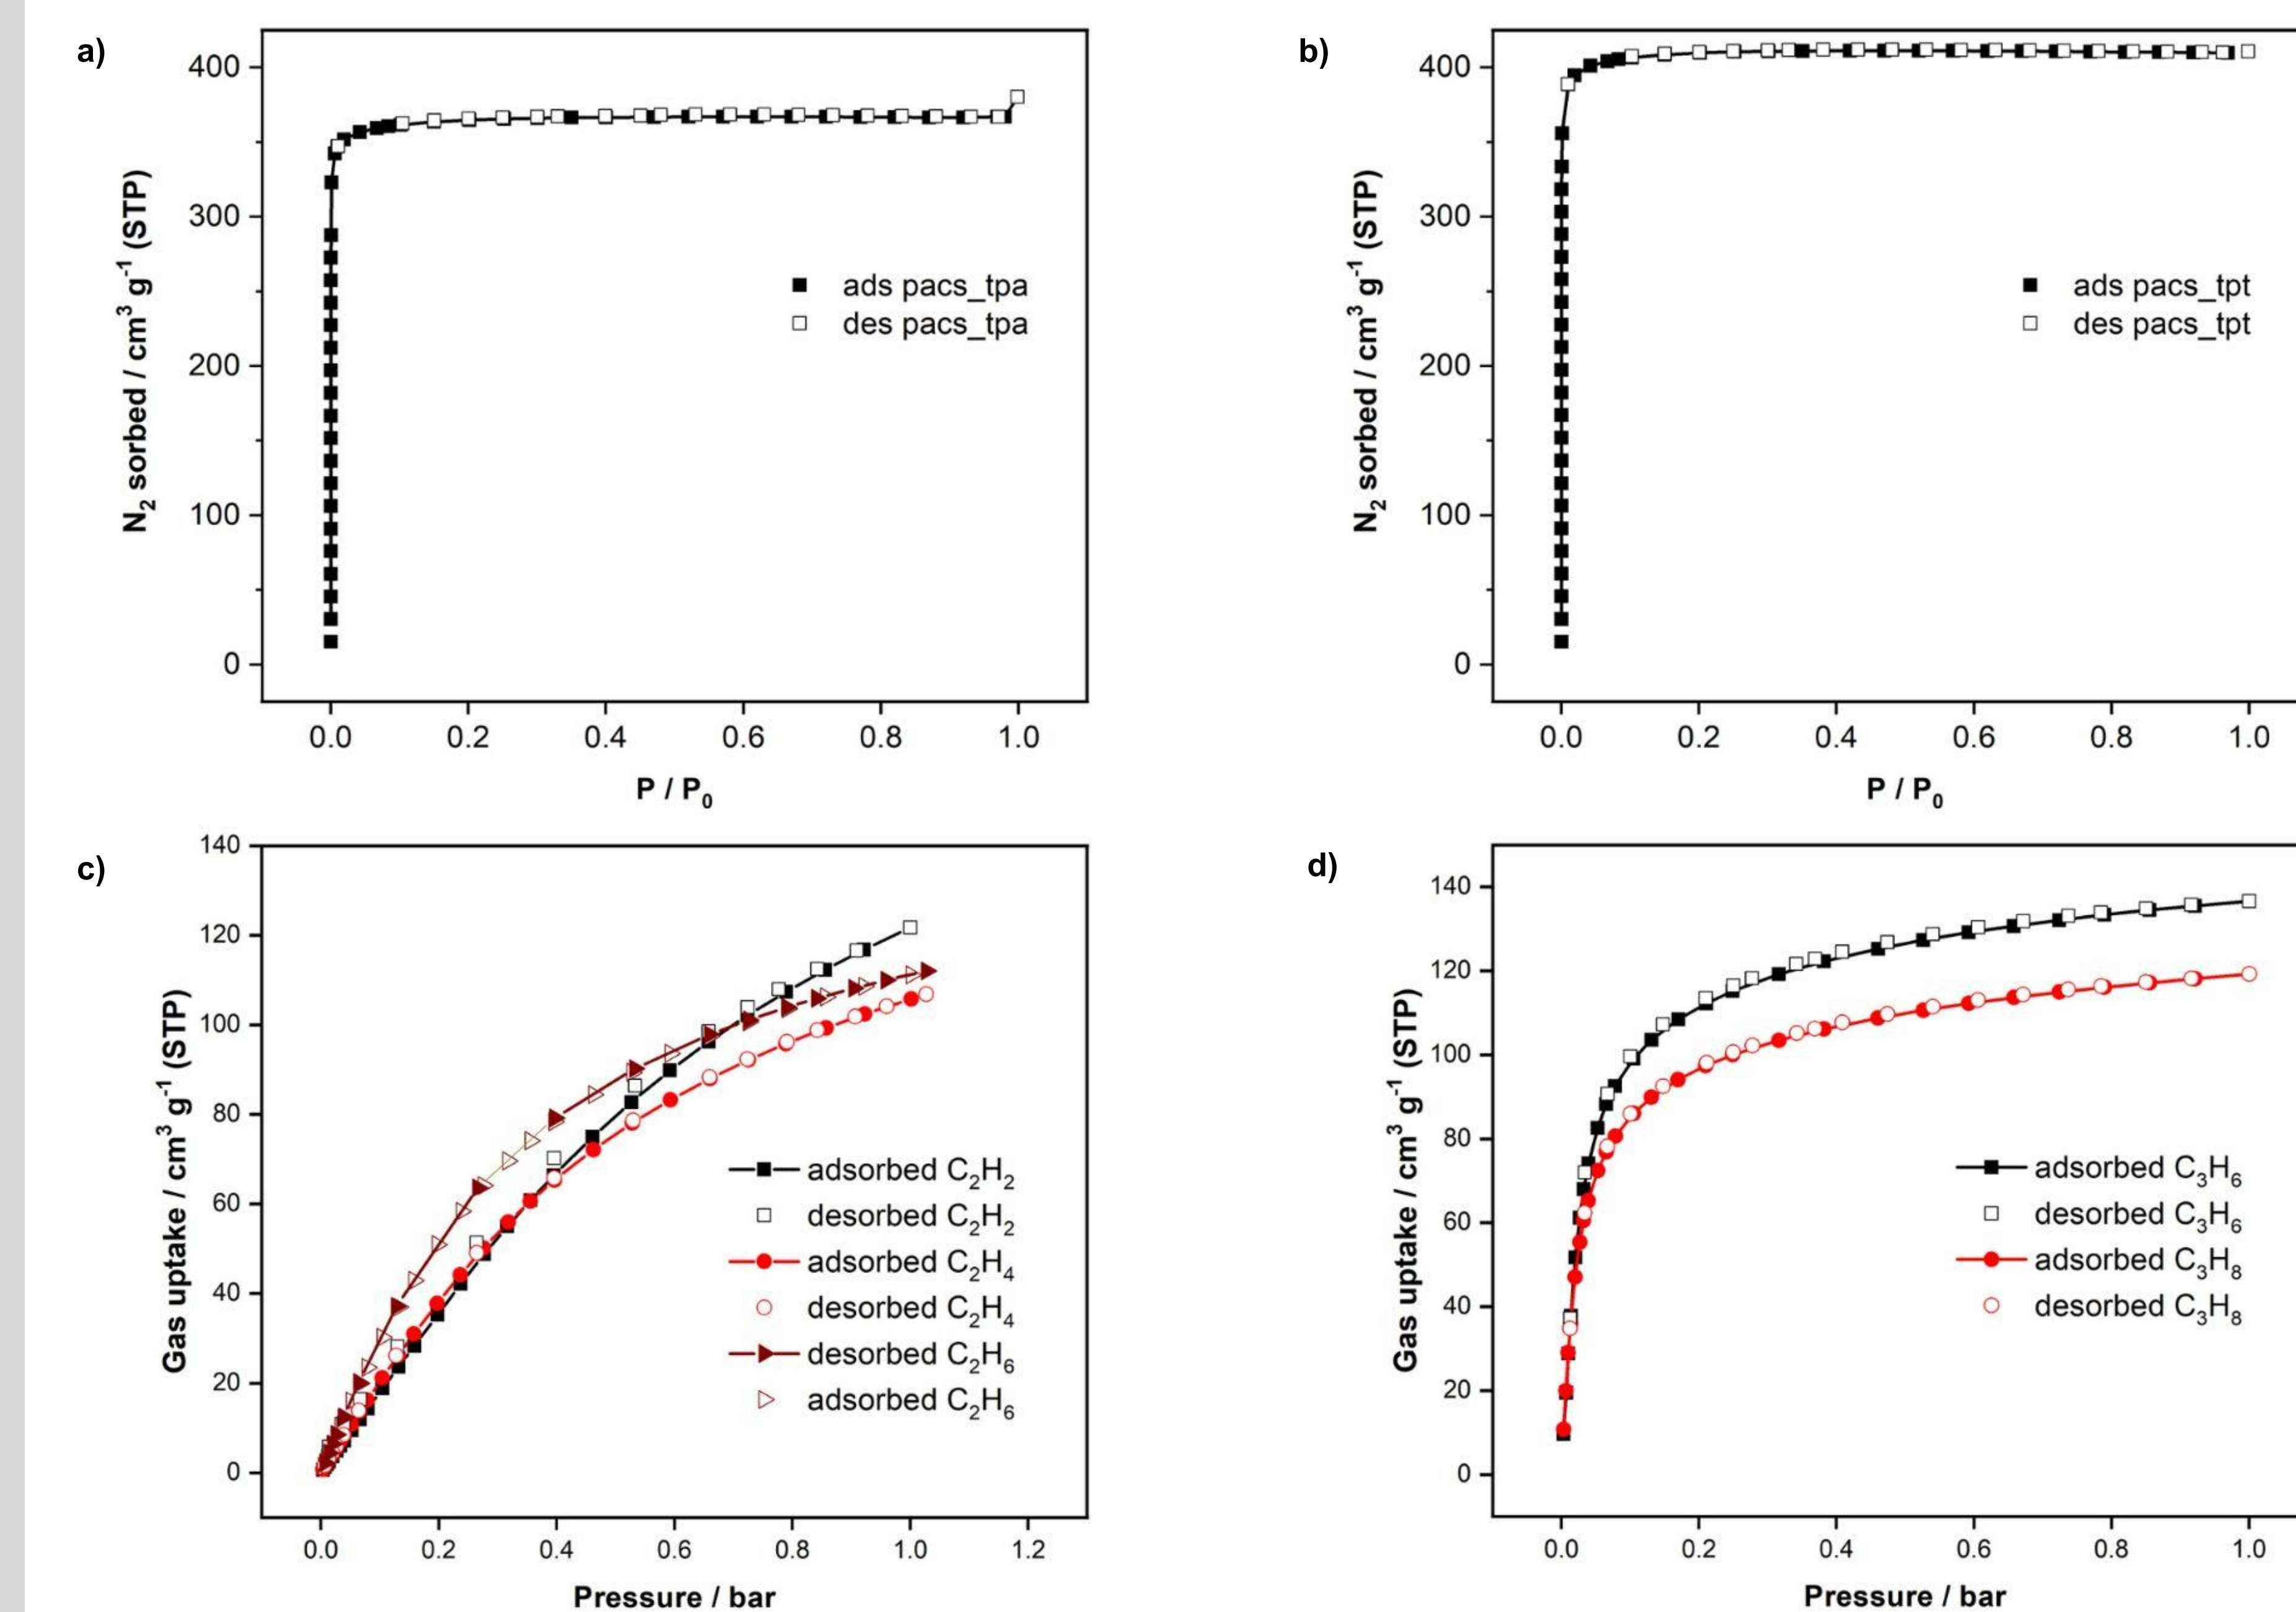 a)
400
300
200
100
0
N2 sorbed / cm3 g-1 (STP)
ads pacs_tpa
des pacs_tpa
0.0 0.2 0.4 0.6 0.8 1.0
P / P0
b)
400
300
200
100
0
N2 sorbed / cm3 g-1 (STP)
ads pacs_tpt
des pacs_tpt
0.0 0.2 0.4 0.6 0.8 1.0
P / P0
c)
140
120
100
80
60
40
20
0
Gas uptake / cm3 g-1 (STP)
adsorbed C2H2
desorbed C2H2
adsorbed C2H4
desorbed C2H4
desorbed C2H6
adsorbed C2H6
0.0 0.2 0.4 0.6 0.8 1.0 1.2
Pressure / bar
d)
140
120
100
80
60
40
20
0
Gas uptake / cm3 g-1 (STP)
adsorbed C3H6
desorbed C3H6
adsorbed C3H8
desorbed C3H8
0.0 0.2 0.4 0.6 0.8 1.0
Pressure / bar